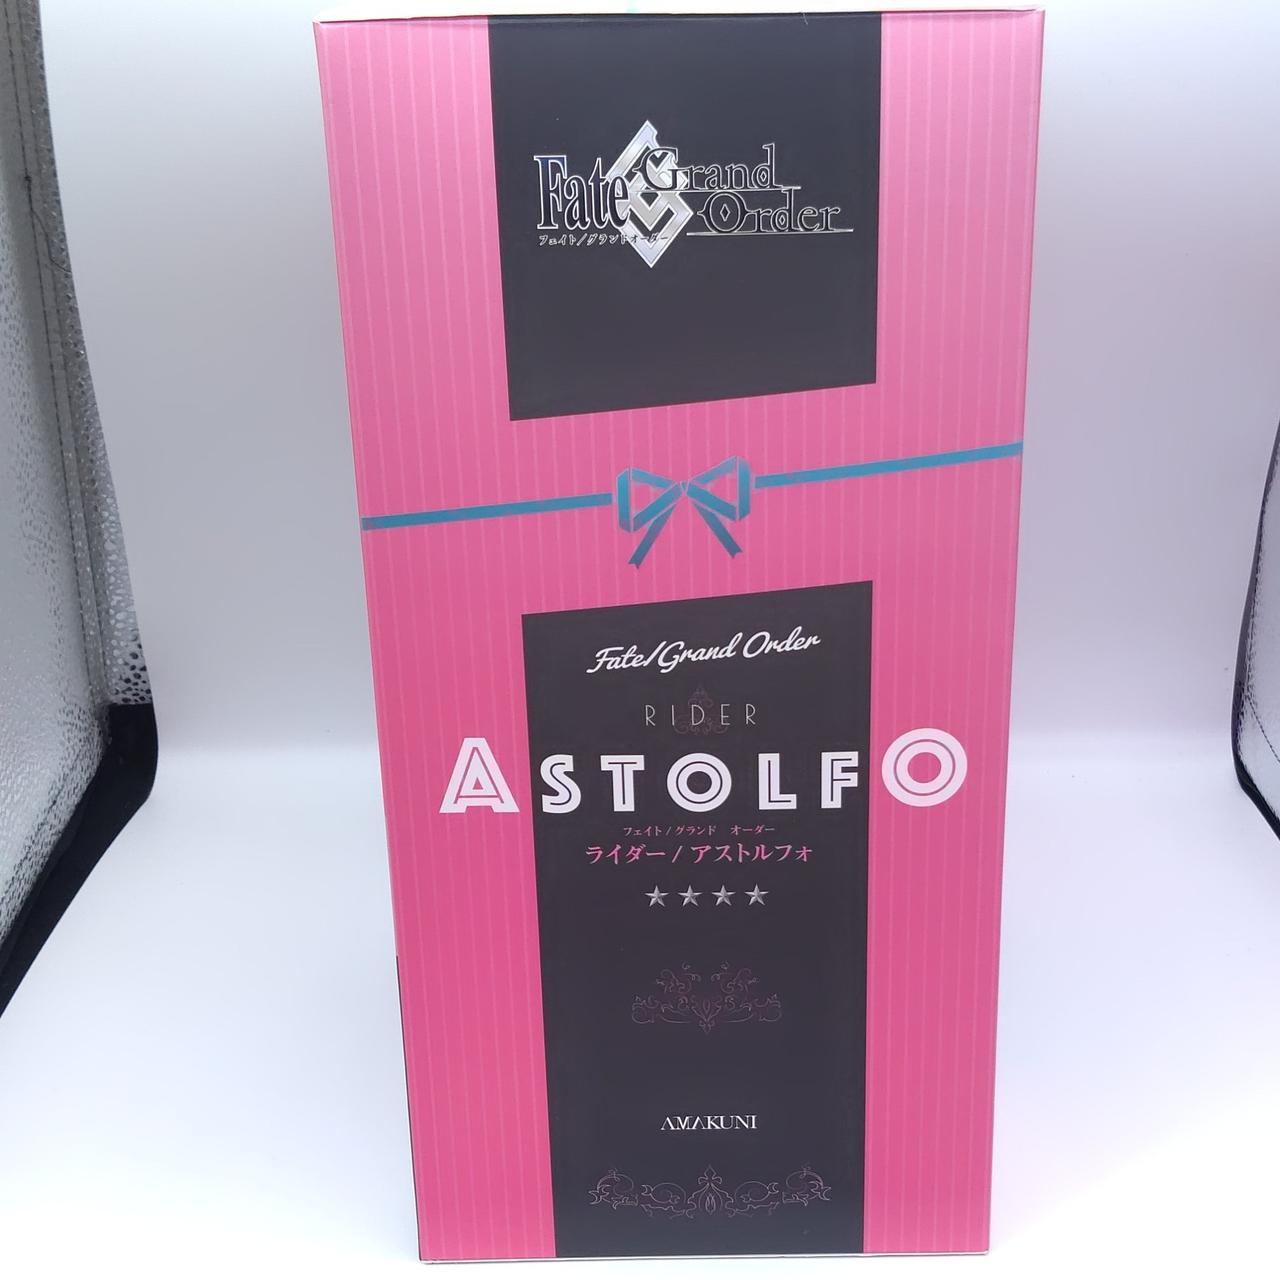 Fate Grand Order
フェイト/グランドオーダー
Fate/Grand Order
RIDER
ASTOLFO
フェイト/グランド オーダー
ライダー/アストルフォ
AMAKUNI